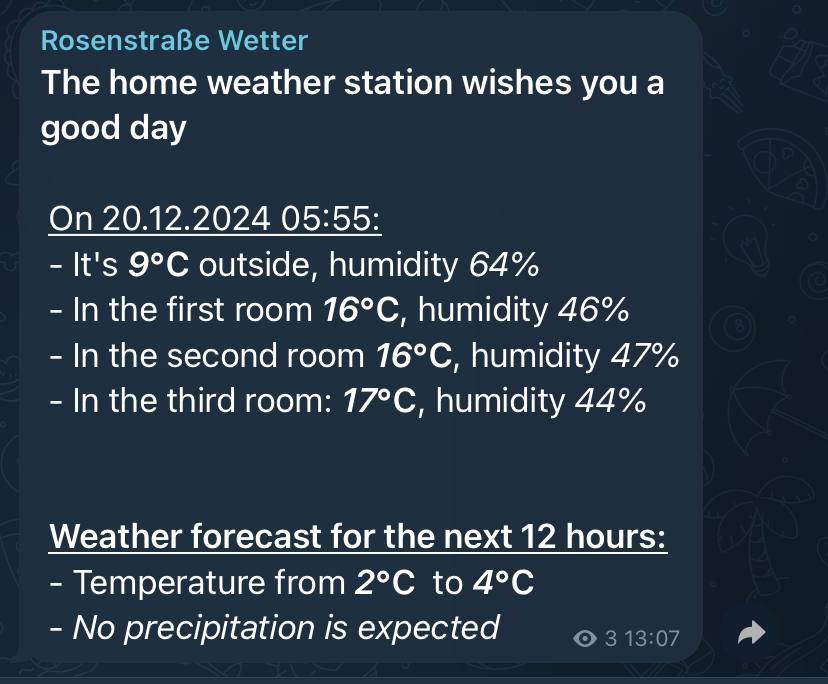 Rosenstraße Wetter
The home weather station wishes you a
good day
On 20.12.2024 05:55:
- It's 9°C outside, humidity 64%
- In the first room 16°C, humidity 46%
- In the second room 16°C, humidity 47%
- In the third room: 17°C, humidity 44%
Weather forecast for the next 12 hours:
- Temperature from 2°C  to 4°C
- No precipitation is expected
3 13:07